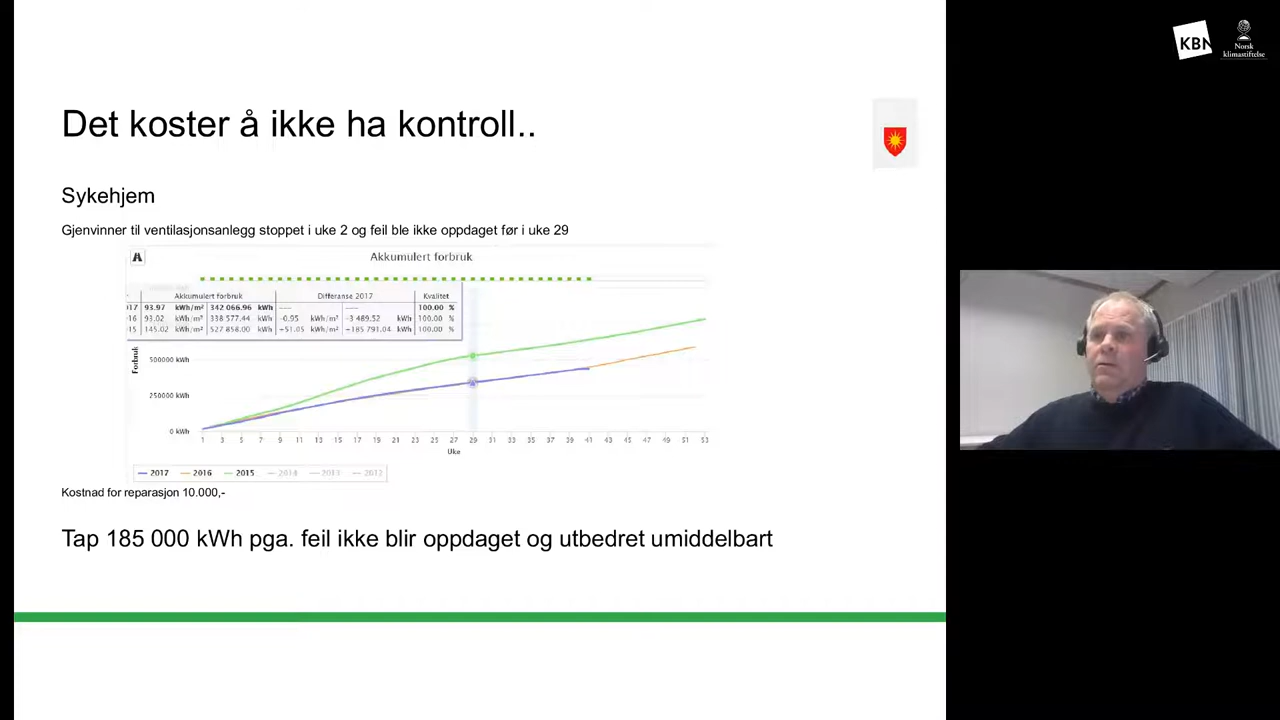 KBN
Norsk
klimastiftelse
Det koster å ikke ha kontroll..
Sykehjem
Gjenvinner til ventilasjonsanlegg stoppet i uke 2 og feil ble ikke oppdaget før i uke 29
Akkumulert forbruk
Akkumulert forbruk Differanse 2017 Kvalitet
017 93.97 kWh/m² 342 066.96 kWh --- --- 100.00 %
016 93.02 kWh/m² 338 577.44 kWh -0.95 kWh/m² -3 489.52 kWh 100.00 %
015 145.02 kWh/m² 527 858.00 kWh +51.05 kWh/m² +185 791.04 kWh 100.00 %
Forbruk
500000 kWh
250000 kWh
0 kWh
1 3 5 7 9 11 13 15 17 19 21 23 25 27 29 31 33 35 37 39 41 43 45 47 49 51 53
Uke
2017 2016 2015 2014 2013 2012
Kostnad for reparasjon 10.000,-
Tap 185 000 kWh pga. feil ikke blir oppdaget og utbedret umiddelbart